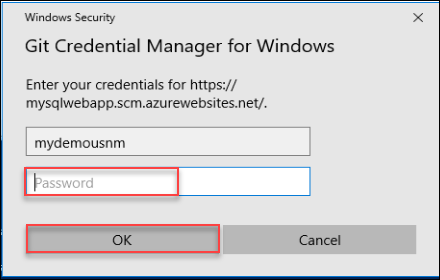 Windows Security
Git Credential Manager for Windows
Enter your credentials for https://
mysqlwebapp.scm.azurewebsites.net/.
mydemousnm
Password
OK
Cancel